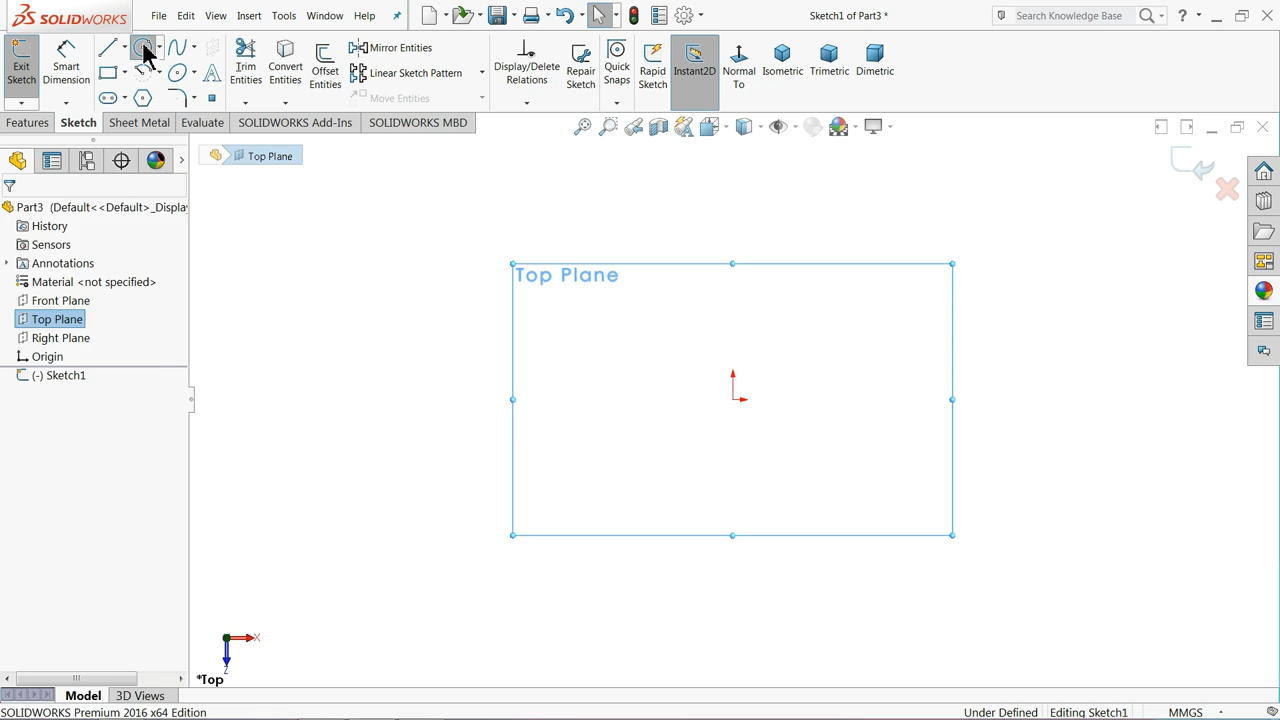 SOLIDWORKS File Edit View Insert Tools Window Help Sketch1 of Part3 * Search Knowledge Base ?
Exit Sketch
Smart Dimension
Trim Entities
Convert Entities
Offset Entities
Mirror Entities
Linear Sketch Pattern
Move Entities
Display/Delete Relations
Repair Sketch
Quick Snaps
Rapid Sketch
Instant2D
Normal To
Isometric
Trimetric
Dimetric
Features Sketch Sheet Metal Evaluate SOLIDWORKS Add-Ins SOLIDWORKS MBD
Top Plane
Part3 (Default<<Default>_Display
History
Sensors
Annotations
Material <not specified>
Front Plane
Top Plane
Right Plane
Origin
(-) Sketch1
Top Plane
X
Z
*Top
Model 3D Views
SOLIDWORKS Premium 2016 x64 Edition Under Defined Editing Sketch1 MMGS